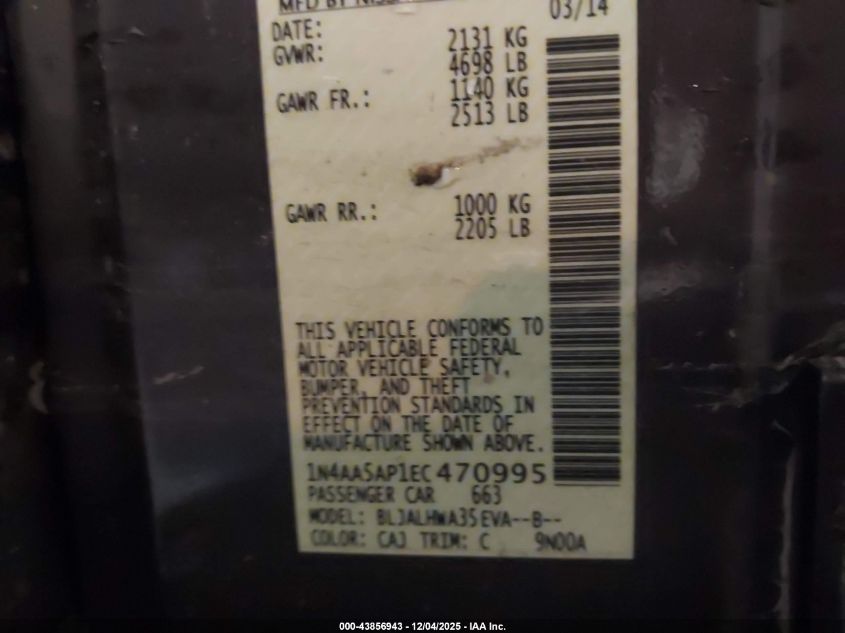 MFD BY NISS
DATE: 03/14
GVWR: 2131 KG
4698 LB
GAWR FR.: 1140 KG
2513 LB
GAWR RR.: 1000 KG
2205 LB
THIS VEHICLE CONFORMS TO
ALL APPLICABLE FEDERAL
MOTOR VEHICLE SAFETY,
BUMPER, AND THEFT
PREVENTION STANDARDS IN
EFFECT ON THE DATE OF
MANUFACTURE SHOWN ABOVE.
1N4AA5AP1EC470995
PASSENGER CAR 663
MODEL: BLJALHWA35EVA--B--
COLOR: CAJ TRIM: C 9N00A
000-43856943 - 12/04/2025 - IAA Inc.